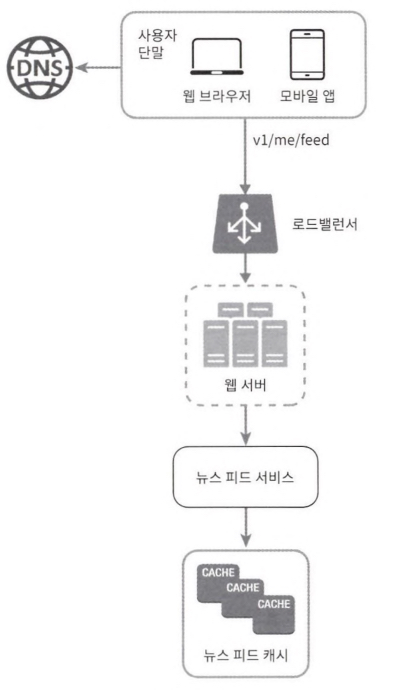 DNS
사용자
단말
웹 브라우저
모바일 앱
v1/me/feed
로드밸런서
웹 서버
뉴스 피드 서비스
CACHE
CACHE
CACHE
뉴스 피드 캐시